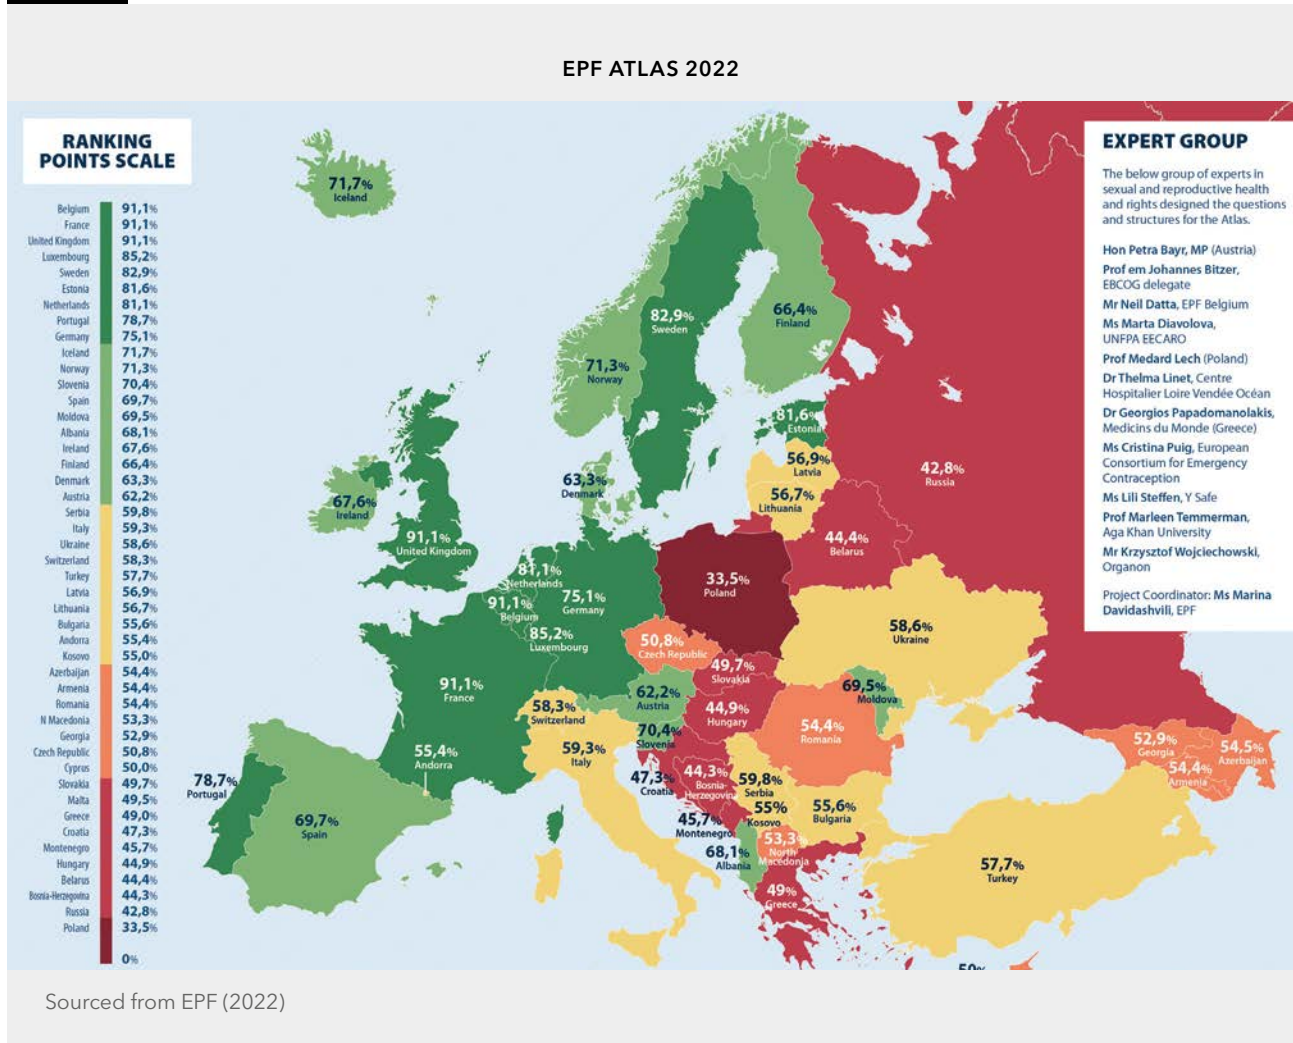 EPF ATLAS 2022
RANKING
POINTS SCALE
Belgium 91,1%
France 91,1%
United Kingdom 91,1%
Luxembourg 85,2%
Sweden 82,9%
Estonia 81,6%
Netherlands 81,1%
Portugal 78,7%
Germany 75,1%
Iceland 71,7%
Norway 71,3%
Slovenia 70,4%
Spain 69,7%
Moldova 69,5%
Albania 68,1%
Ireland 67,6%
Finland 66,4%
Denmark 63,3%
Austria 62,2%
Serbia 59,8%
Italy 59,3%
Ukraine 58,6%
Switzerland 58,3%
Turkey 57,7%
Latvia 56,9%
Lithuania 56,7%
Bulgaria 55,6%
Andorra 55,4%
Kosovo 55,0%
Azerbaijan 54,4%
Armenia 54,4%
Romania 54,4%
N Macedonia 53,3%
Georgia 52,9%
Czech Republic 50,8%
Cyprus 50,0%
Slovakia 49,7%
Malta 49,5%
Greece 49,0%
Croatia 47,3%
Montenegro 45,7%
Hungary 44,9%
Belarus 44,4%
Bosnia-Herzegovina 44,3%
Russia 42,8%
Poland 33,5%
0%
71,7%
Iceland
82,9%
Sweden
66,4%
Finland
71,3%
Norway
81,6%
Estonia
56,9%
Latvia
56,7%
Lithuania
63,3%
Denmark
42,8%
Russia
67,6%
Ireland
91,1%
United Kingdom
44,4%
Belarus
81,1%
Netherlands
33,5%
Poland
91,1%
Belgium
75,1%
Germany
85,2%
Luxembourg
50,8%
Czech Republic
58,6%
Ukraine
49,7%
Slovakia
91,1%
France
62,2%
Austria
69,5%
Moldova
58,3%
Switzerland
44,9%
Hungary
54,4%
Romania
70,4%
Slovenia
59,3%
Italy
55,4%
Andorra
52,9%
Georgia
54,5%
Azerbaijan
54,4%
Armenia
78,7%
Portugal
47,3%
Croatia
44,3%
Bosnia-
Herzegovina
59,8%
Serbia
69,7%
Spain
45,7%
Montenegro
55%
Kosovo
55,6%
Bulgaria
68,1%
Albania
53,3%
North
Macedonia
57,7%
Turkey
49%
Greece
50%
EXPERT GROUP
The below group of experts in
sexual and reproductive health
and rights designed the questions
and structures for the Atlas.
Hon Petra Bayr, MP (Austria)
Prof em Johannes Bitzer,
EBCOG delegate
Mr Neil Datta, EPF Belgium
Ms Marta Diavolova,
UNFPA EECARO
Prof Medard Lech (Poland)
Dr Thelma Linet, Centre
Hospitalier Loire Vendée Océan
Dr Georgios Papadomanolakis,
Medicins du Monde (Greece)
Ms Cristina Puig, European
Consortium for Emergency
Contraception
Ms Lili Steffen, Y Safe
Prof Marleen Temmerman,
Aga Khan University
Mr Krzysztof Wojciechowski,
Organon
Project Coordinator: Ms Marina
Davidashvili, EPF
Sourced from EPF (2022)